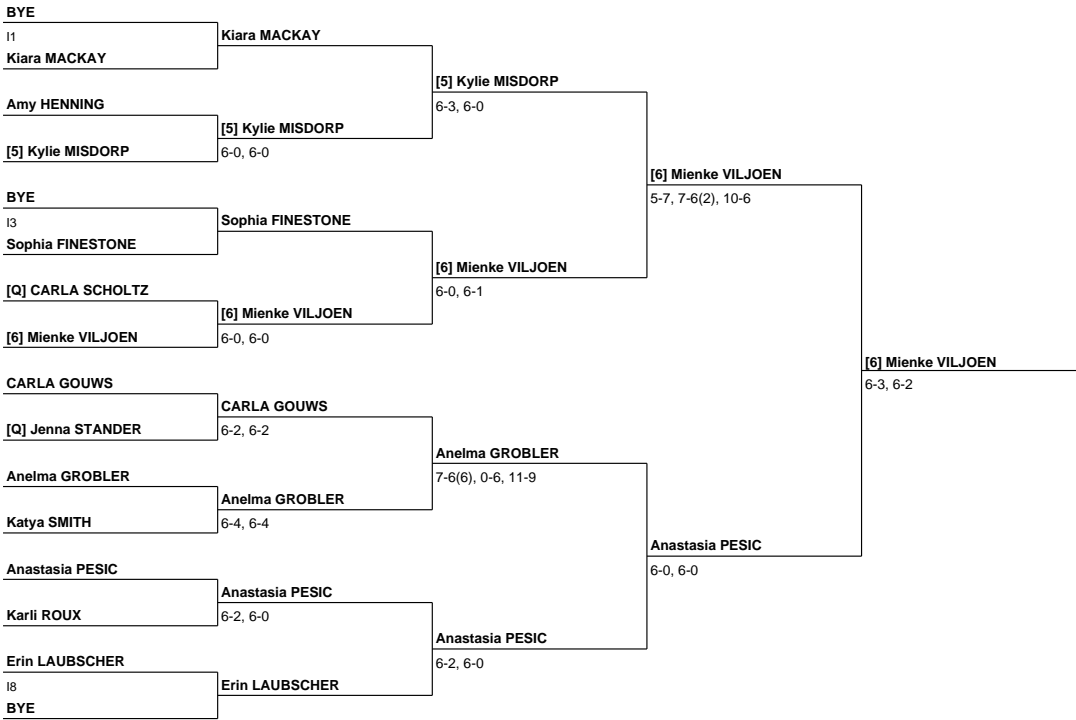 BYE
I1
Kiara MACKAY
Amy HENNING
[5] Kylie MISDORP
BYE
I3
Sophia FINESTONE
[Q] CARLA SCHOLTZ
[6] Mienke VILJOEN
CARLA GOUWS
[Q] Jenna STANDER
Anelma GROBLER
Katya SMITH
Anastasia PESIC
Karli ROUX
Erin LAUBSCHER
I8
BYE
Kiara MACKAY
[5] Kylie MISDORP
6-0, 6-0
Sophia FINESTONE
[6] Mienke VILJOEN
6-0, 6-0
CARLA GOUWS
6-2, 6-2
Anelma GROBLER
6-4, 6-4
Anastasia PESIC
6-2, 6-0
Erin LAUBSCHER
[5] Kylie MISDORP
6-3, 6-0
[6] Mienke VILJOEN
6-0, 6-1
Anelma GROBLER
7-6(6), 0-6, 11-9
Anastasia PESIC
6-2, 6-0
[6] Mienke VILJOEN
5-7, 7-6(2), 10-6
Anastasia PESIC
6-0, 6-0
[6] Mienke VILJOEN
6-3, 6-2